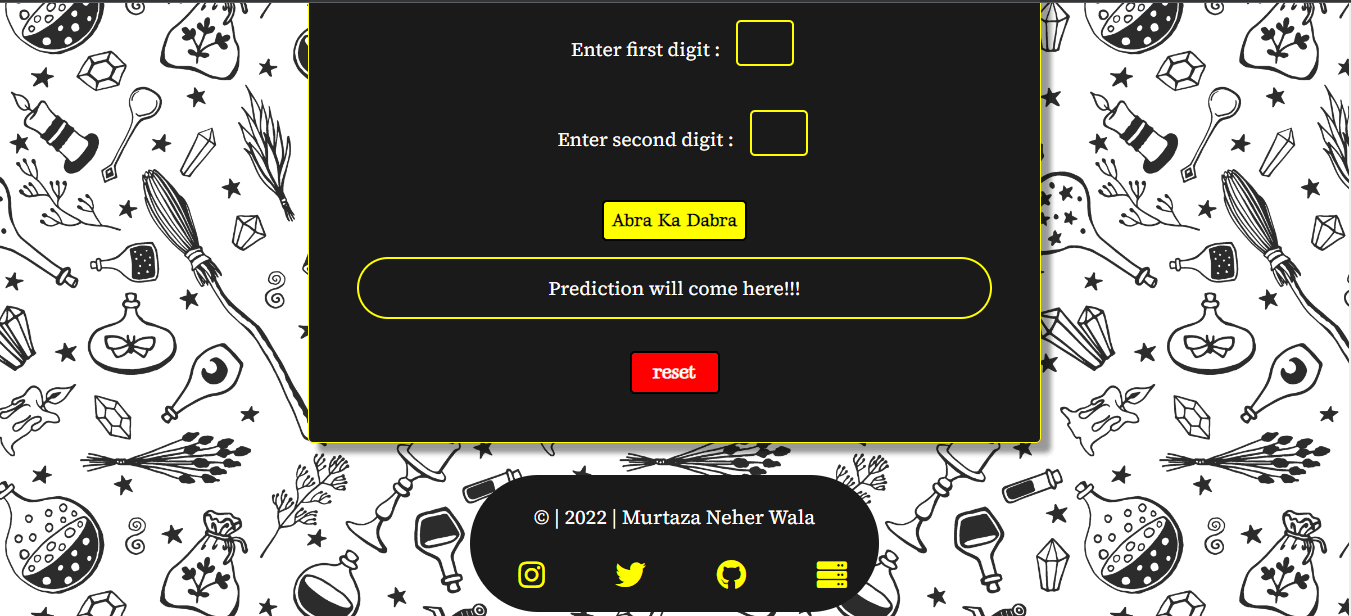 Enter first digit :
Enter second digit :
Abra Ka Dabra
Prediction will come here!!!
reset
© | 2022 | Murtaza Neher Wala